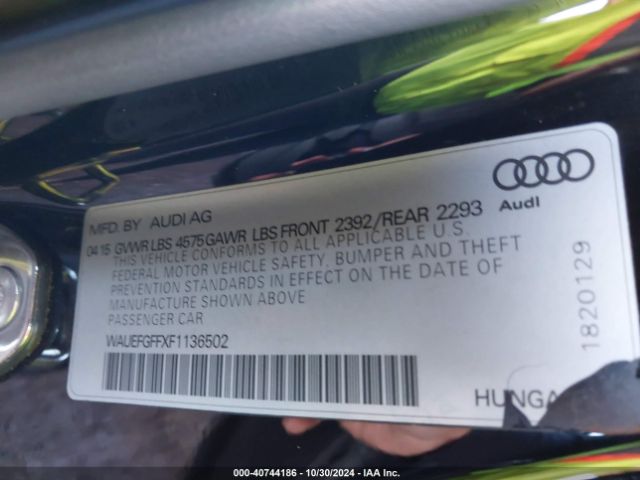 MFD. BY AUDI AG
04 15 GVWR LBS 4575 GAWR LBS FRONT 2392/REAR 2293
THIS VEHICLE CONFORMS TO ALL APPLICABLE U.S.
FEDERAL MOTOR VEHICLE SAFETY, BUMPER AND THEFT
PREVENTION STANDARDS IN EFFECT ON THE DATE OF
MANUFACTURE SHOWN ABOVE
PASSENGER CAR
WAUEFGFFXF1136502
Audi
1820129
HUNGA
000-40744186 • 10/30/2024 • IAA Inc.